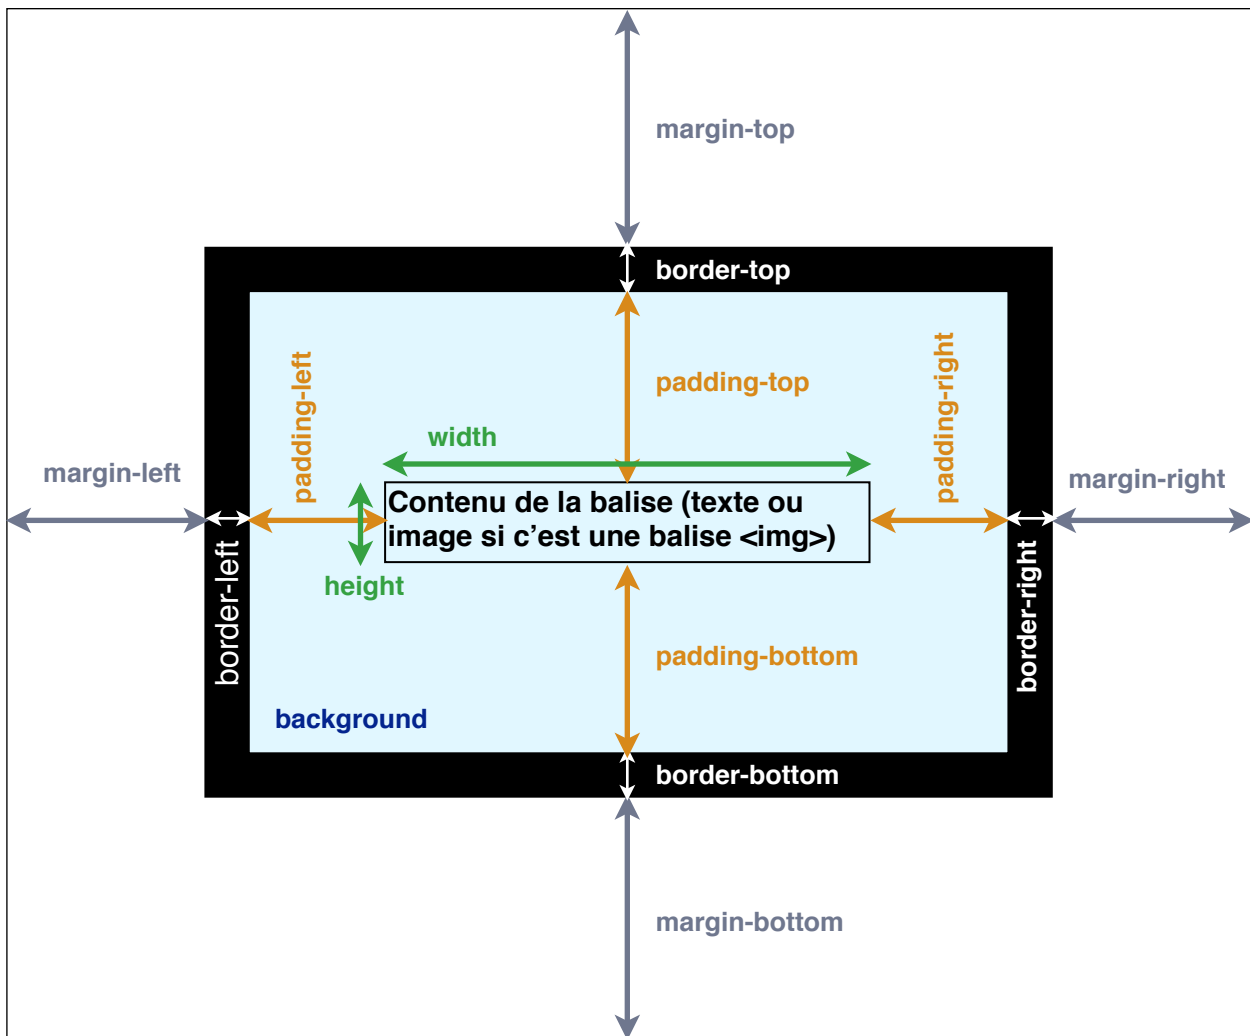 margin-top
border-top
padding-left
padding-top
padding-right
width
margin-left
margin-right
Contenu de la balise (texte ou
image si c'est une balise <img>)
height
border-left
border-right
padding-bottom
background
border-bottom
margin-bottom